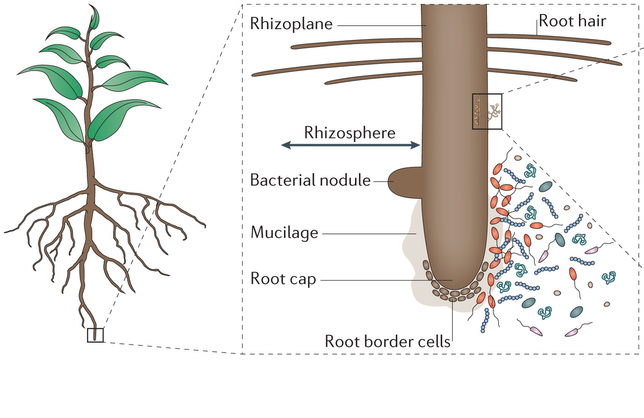 Rhizoplane
Root hair
Rhizosphere
Bacterial nodule
Mucilage
Root cap
Root border cells